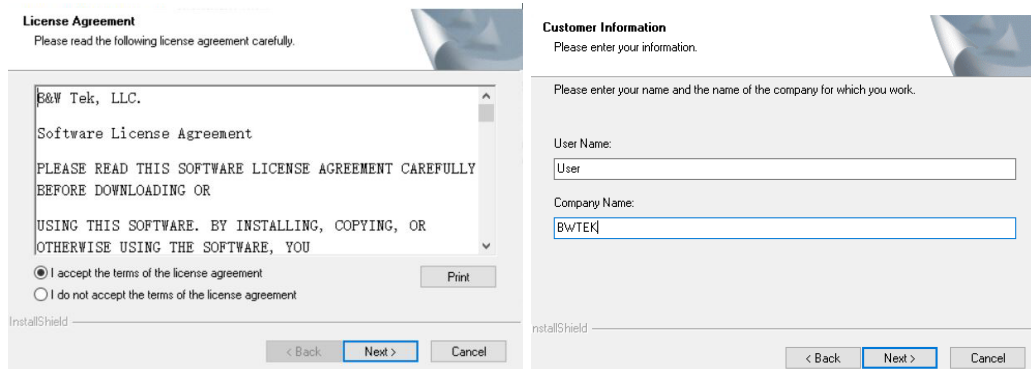 License Agreement
Please read the following license agreement carefully.
B&W Tek, LLC.
Software License Agreement
PLEASE READ THIS SOFTWARE LICENSE AGREEMENT CAREFULLY
BEFORE DOWNLOADING OR
USING THIS SOFTWARE. BY INSTALLING, COPYING, OR
OTHERWISE USING THE SOFTWARE, YOU
I accept the terms of the license agreement
Print
I do not accept the terms of the license agreement
InstallShield
< Back
Next >
Cancel
Customer Information
Please enter your information.
Please enter your name and the name of the company for which you work.
User Name:
User
Company Name:
BWTEK
nstallShield
< Back
Next >
Cancel